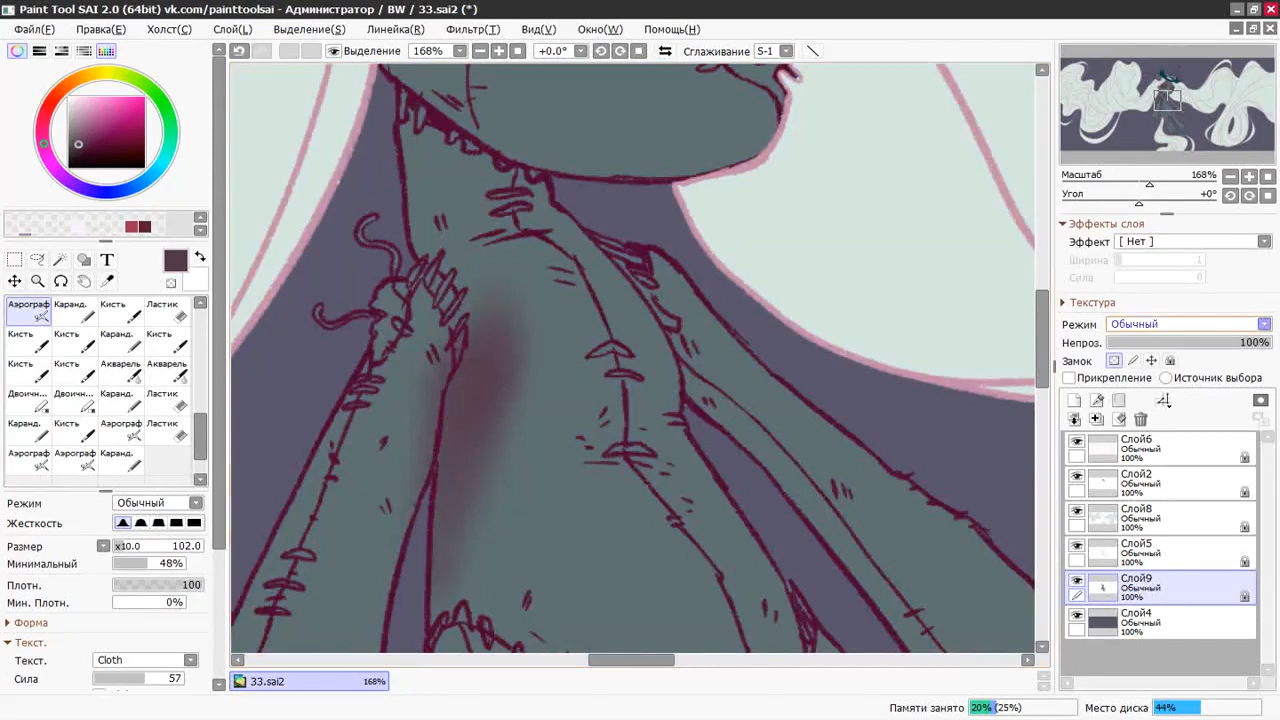 Paint Tool SAI 2.0 (64bit) vk.com/painttoolsai - Администратор / BW / 33.sai2 (*)
Файл(F) Правка(E) Холст(C) Слой(L) Выделение(S) Линейка(R) Фильтр(T) Вид(V) Окно(W) Помощь(H)
Выделение 168% +0.0° Сглаживание S-1
Масштаб 168%
Угол +0°
Эффекты слоя
Эффект [ Нет ]
Ширина 1
Сила 0
Текстура
Режим Обычный
Непроз. 100%
Замок
Прикрепление Источник выбора
Слой6
Обычный
100%
Слой2
Обычный
100%
Слой8
Обычный
100%
Слой5
Обычный
100%
Слой9
Обычный
100%
Слой4
Обычный
100%
T
Аэрограф Каранд. Кисть Ластик
Кисть Кисть Каранд. Кисть
Кисть Кисть Акварель Акварель
Двоичн Двоичн Каранд. Каранд.
Каранд. Кисть Аэрограф Ластик
Аэрограф Аэрограф Каранд.
Режим Обычный
Жесткость
Размер x10.0 102.0
Минимальный 48%
Плотн. 100
Мин. Плотн. 0%
Форма
Текст.
Текст. Cloth
Сила 57
33.sai2 168%
Памяти занято 20% (25%) Место диска 44%